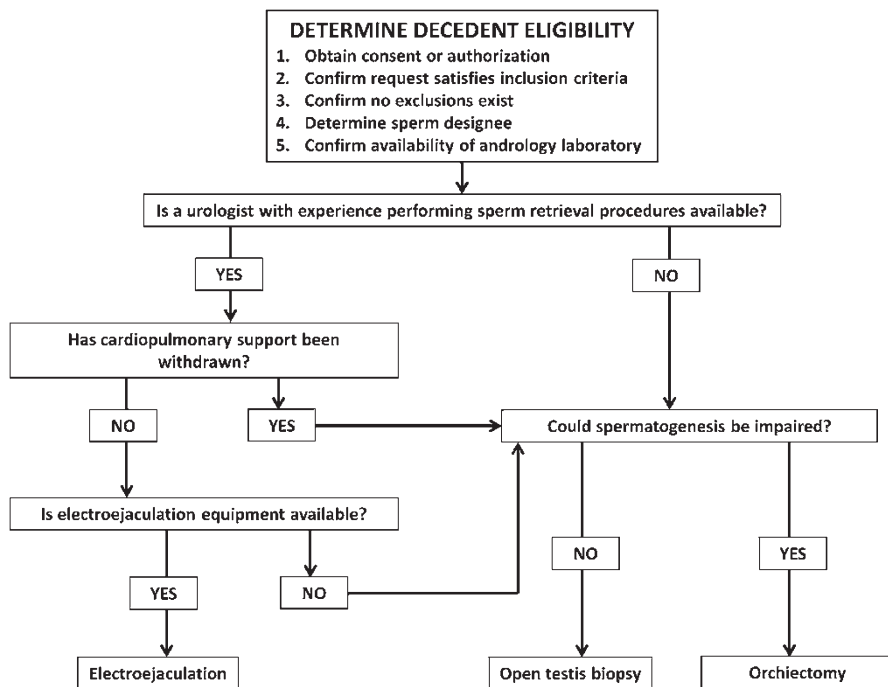 DETERMINE DECEDENT ELIGIBILITY
1. Obtain consent or authorization
2. Confirm request satisfies inclusion criteria
3. Confirm no exclusions exist
4. Determine sperm designee
5. Confirm availability of andrology laboratory
Is a urologist with experience performing sperm retrieval procedures available?
YES
NO
Has cardiopulmonary support been
withdrawn?
NO
YES
Could spermatogenesis be impaired?
Is electroejaculation equipment available?
YES
NO
NO
YES
Electroejaculation
Open testis biopsy
Orchiectomy